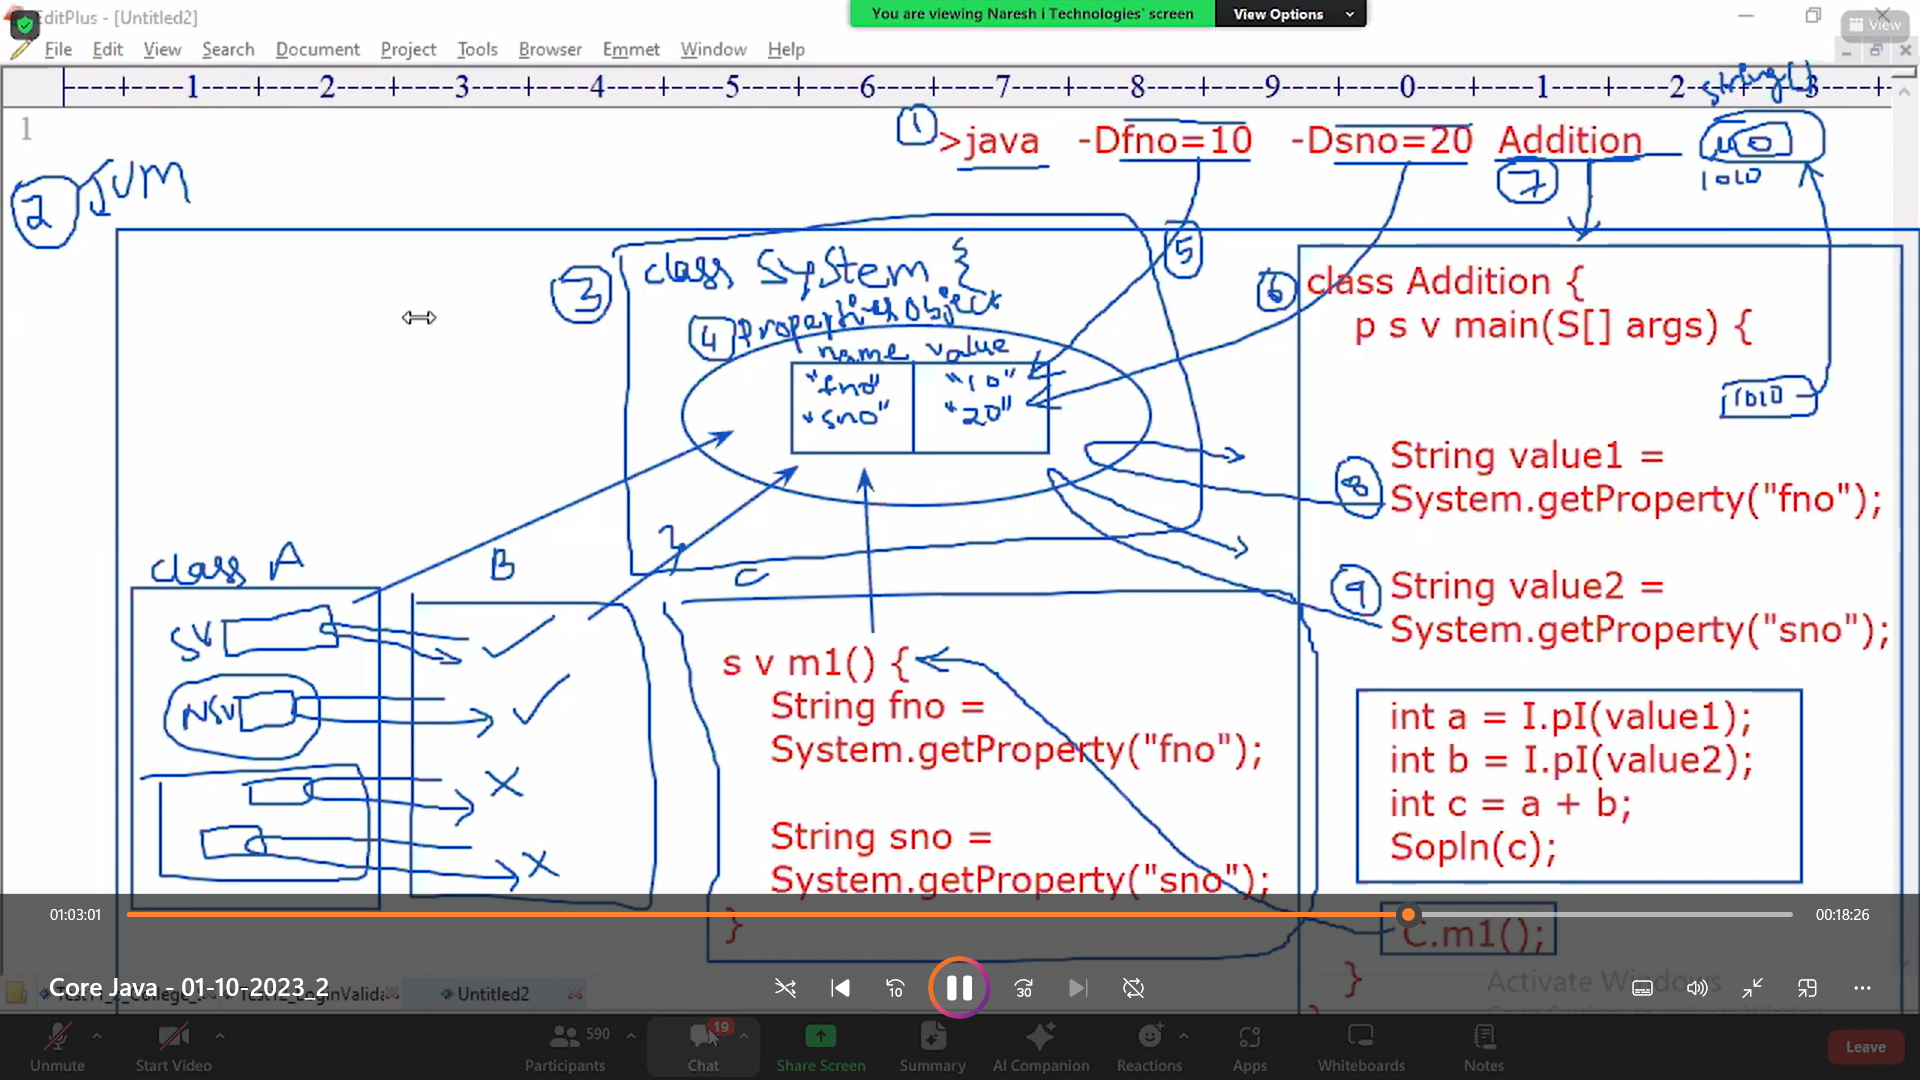 EditPlus - [Untitled2]
You are viewing Naresh i Technologies' screen
View Options
View
File Edit View Search Document Project Tools Browser Emmet Window Help
----+----1----+----2----+----3----+----4----+----5----+----6----+----7----+----8----+----9----+----0----+----1----+----2----+----3----+-
String[]
1
① >java -Dfno=10 -Dsno=20 Addition
1010
② JVM
⑦
⑤
③ class System {
④ Properties Object
name value
"fno" "10"
"sno" "20"
}
⑥ class Addition {
p s v main(S[] args) {
1010
⑧ String value1 =
System.getProperty("fno");
⑨ String value2 =
System.getProperty("sno");
int a = I.pI(value1);
int b = I.pI(value2);
int c = a + b;
Sopln(c);
C.m1();
}
class A
B
C
SV
NSV
s v m1() {
String fno =
System.getProperty("fno");
String sno =
System.getProperty("sno");
}
01:03:01
00:18:26
Core Java - 01-10-2023_2
Untitled2
10
30
Activate Windows
Unmute
Start Video
590
Participants
19
Chat
Share Screen
Summary
AI Companion
Reactions
Apps
Whiteboards
Notes
Leave